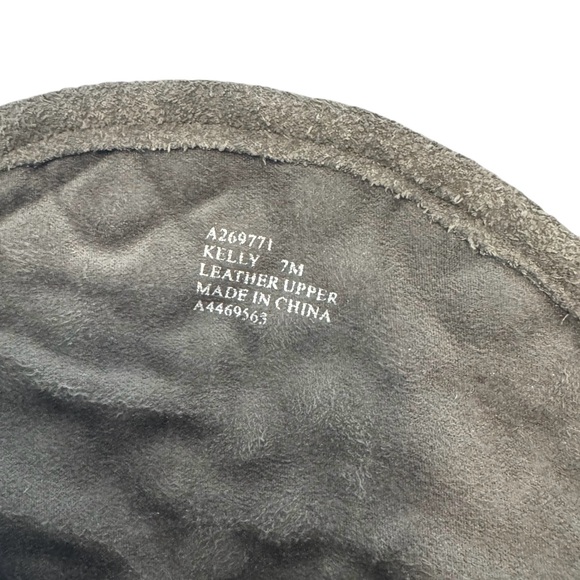 A269771
KELLY 7M
LEATHER UPPER
MADE IN CHINA
A4469563